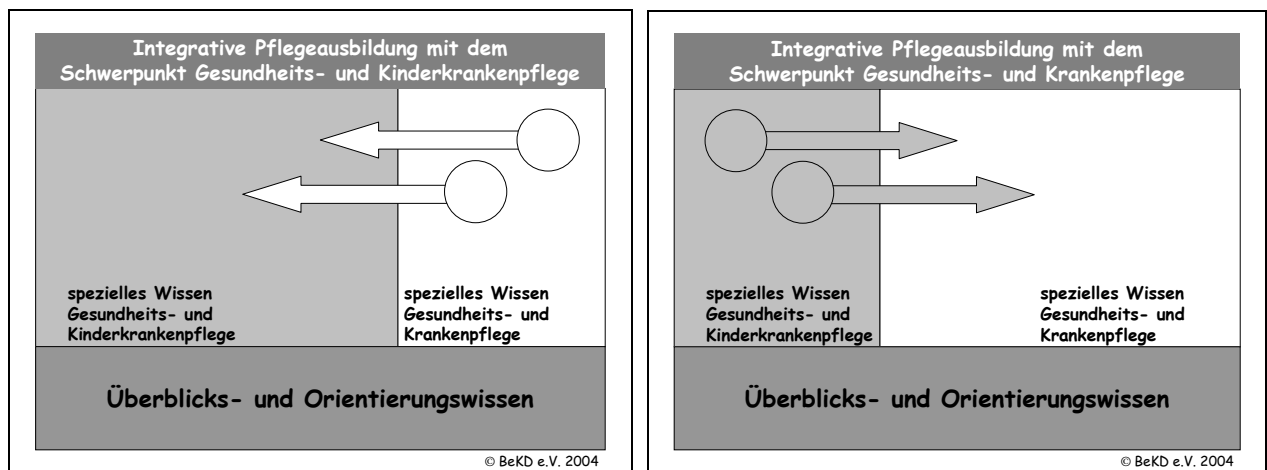 Integrative Pflegeausbildung mit dem
Schwerpunkt Gesundheits- und Kinderkrankenpflege
spezielles Wissen
Gesundheits- und
Kinderkrankenpflege
spezielles Wissen
Gesundheits- und
Krankenpflege
Überblicks- und Orientierungswissen
© BeKD e.V. 2004
Integrative Pflegeausbildung mit dem
Schwerpunkt Gesundheits- und Krankenpflege
spezielles Wissen
Gesundheits- und
Kinderkrankenpflege
spezielles Wissen
Gesundheits- und
Krankenpflege
Überblicks- und Orientierungswissen
© BeKD e.V. 2004